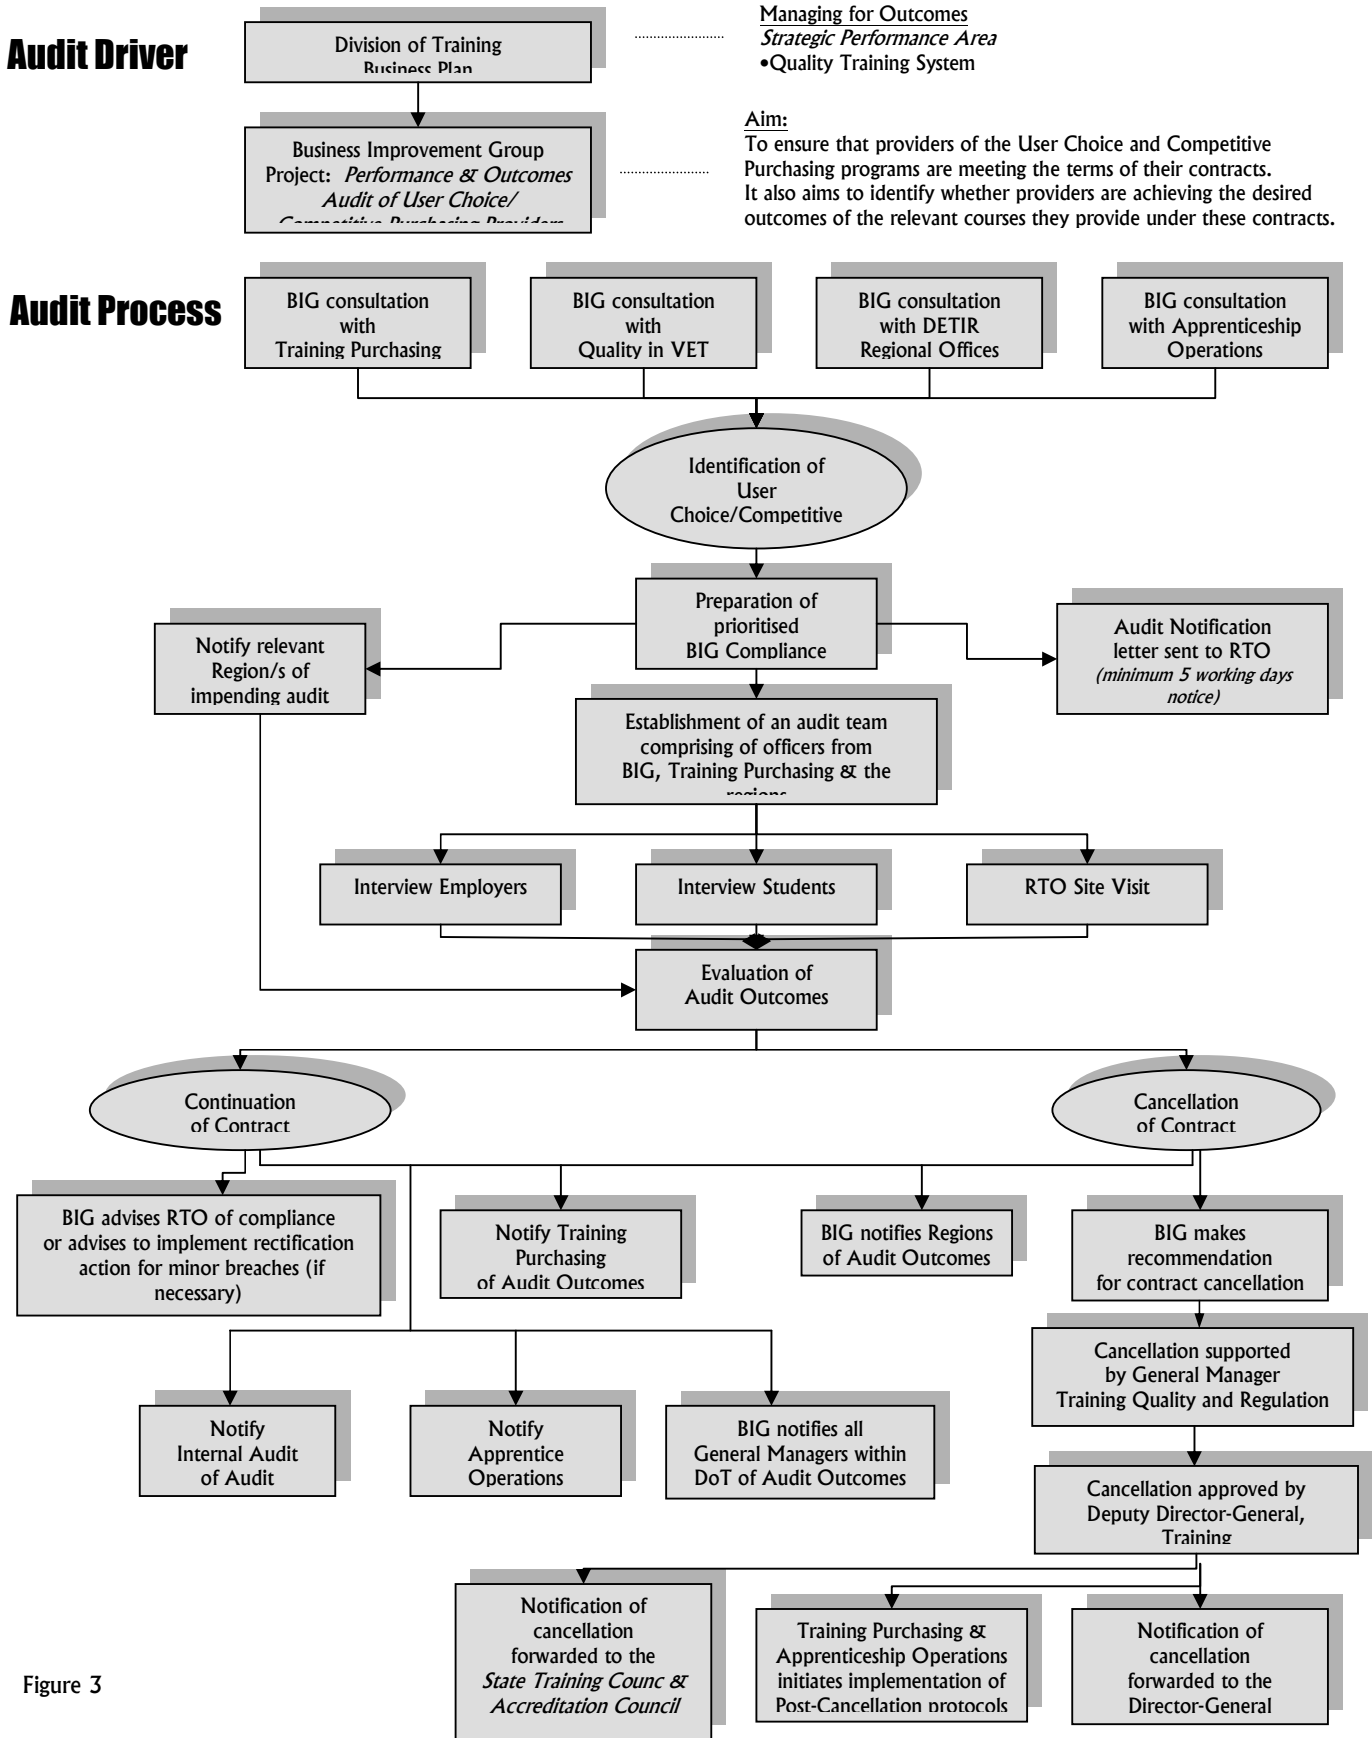 Audit Driver
Division of Training
Business Plan
Managing for Outcomes
Strategic Performance Area
•Quality Training System
Business Improvement Group
Project: Performance & Outcomes
Audit of User Choice/
Competitive Purchasing Providers
Aim:
To ensure that providers of the User Choice and Competitive
Purchasing programs are meeting the terms of their contracts.
It also aims to identify whether providers are achieving the desired
outcomes of the relevant courses they provide under these contracts.
Audit Process
BIG consultation
with
Training Purchasing
BIG consultation
with
Quality in VET
BIG consultation
with DETIR
Regional Offices
BIG consultation
with Apprenticeship
Operations
Identification of
User
Choice/Competitive
Preparation of
prioritised
BIG Compliance
Notify relevant
Region/s of
impending audit
Audit Notification
letter sent to RTO
(minimum 5 working days
notice)
Establishment of an audit team
comprising of officers from
BIG, Training Purchasing & the
regions
Interview Employers
Interview Students
RTO Site Visit
Evaluation of
Audit Outcomes
Continuation
of Contract
Cancellation
of Contract
BIG advises RTO of compliance
or advises to implement rectification
action for minor breaches (if
necessary)
Notify Training
Purchasing
of Audit Outcomes
BIG notifies Regions
of Audit Outcomes
BIG makes
recommendation
for contract cancellation
Cancellation supported
by General Manager
Training Quality and Regulation
Notify
Internal Audit
of Audit
Notify
Apprentice
Operations
BIG notifies all
General Managers within
DoT of Audit Outcomes
Cancellation approved by
Deputy Director-General,
Training
Notification of
cancellation
forwarded to the
State Training Counc &
Accreditation Council
Training Purchasing &
Apprenticeship Operations
initiates implementation of
Post-Cancellation protocols
Notification of
cancellation
forwarded to the
Director-General
Figure 3